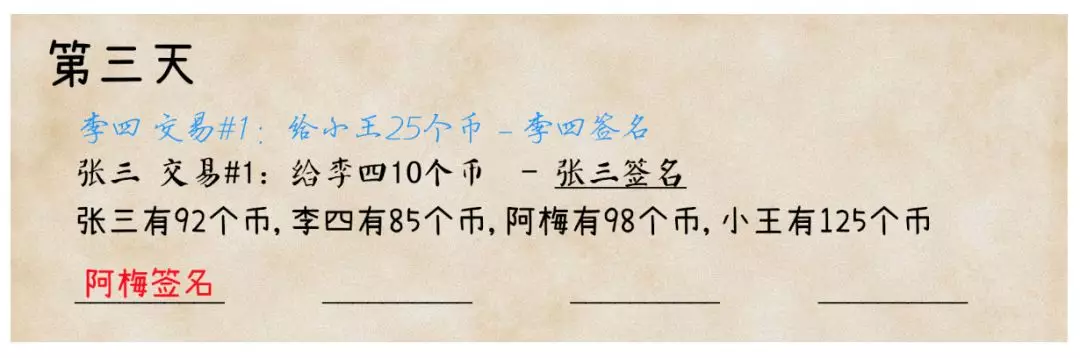 第三天
李四 交易#1：给小王25个币 - 李四签名
张三 交易#1：给李四10个币 - 张三签名
张三有92个币,李四有85个币,阿梅有98个币,小王有125个币
阿梅签名